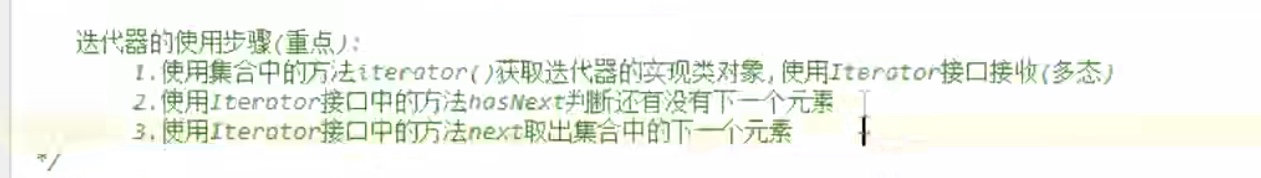 迭代器的使用步骤(重点):
1.使用集合中的方法iterator()获取迭代器的实现类对象,使用Iterator接口接收(多态)
2.使用Iterator接口中的方法hasNext判断还有没有下一个元素
3.使用Iterator接口中的方法next取出集合中的下一个元素
*/